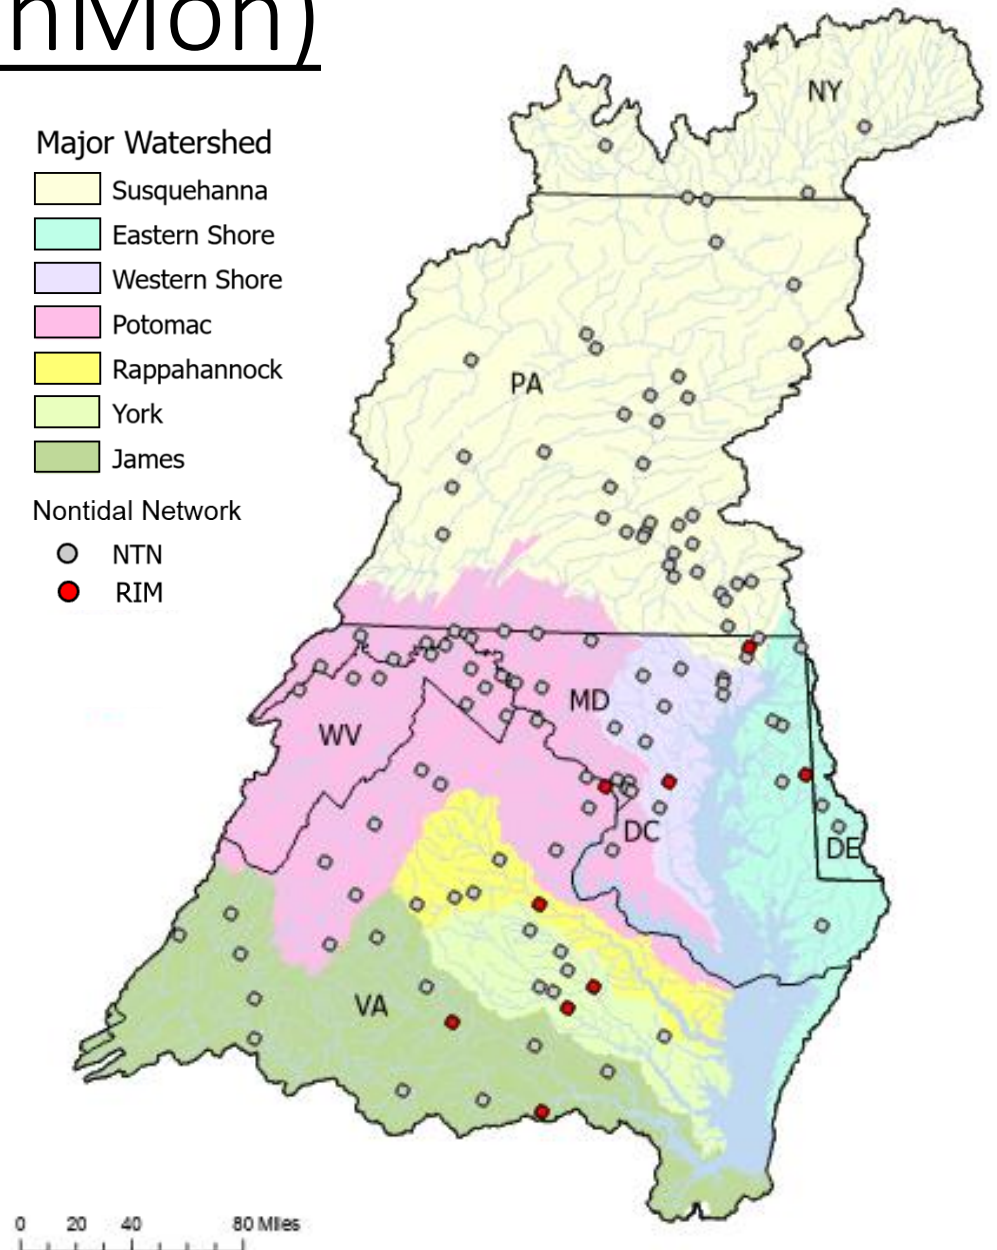 nMon)
NY
Major Watershed
Susquehanna
Eastern Shore
Western Shore
Potomac
Rappahannock
York
James
Nontidal Network
NTN
RIM
PA
MD
WV
DC
DE
VA
0 20 40 80 Miles